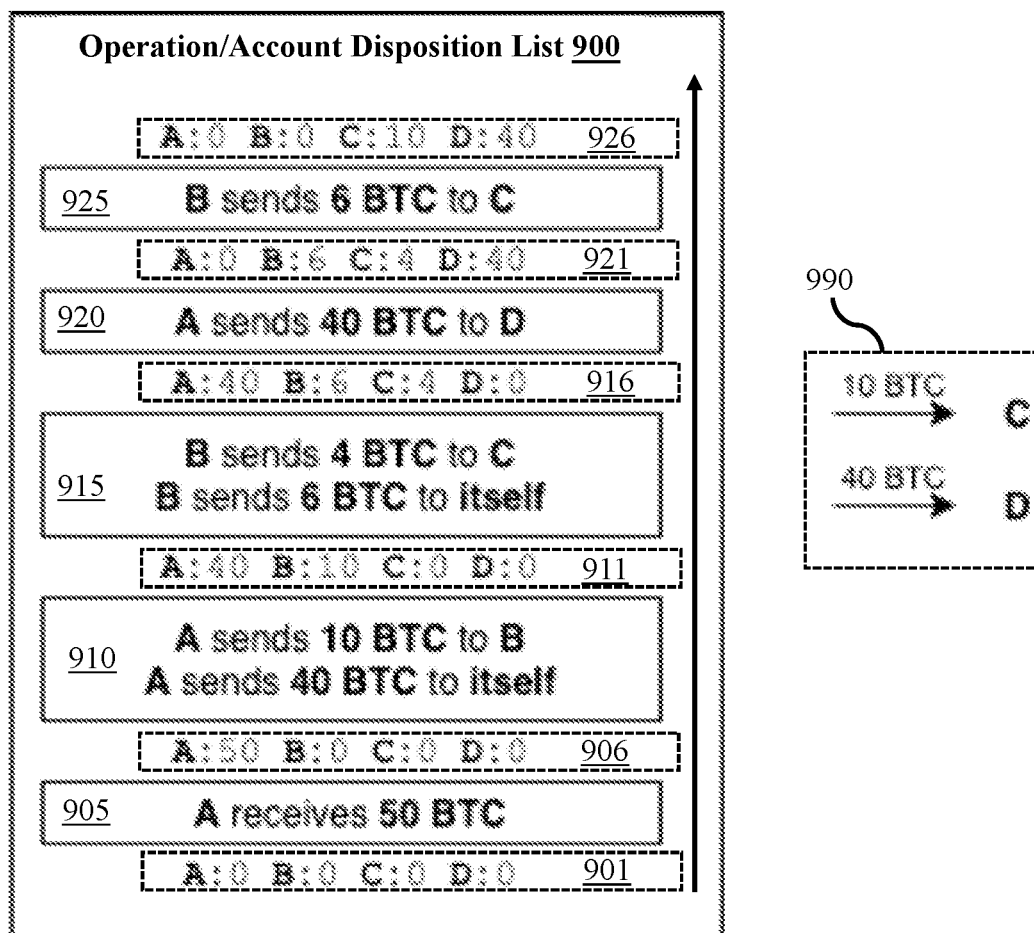 Operation/Account Disposition List 900
A:0 B:0 C:10 D:40 926
925 B sends 6 BTC to C
A:0 B:6 C:4 D:40 921
920 A sends 40 BTC to D
A:40 B:6 C:4 D:0 916
B sends 4 BTC to C
915 B sends 6 BTC to itself
A:40 B:10 C:0 D:0 911
A sends 10 BTC to B
910 A sends 40 BTC to itself
A:50 B:0 C:0 D:0 906
905 A receives 50 BTC
A:0 B:0 C:0 D:0 901
990
10 BTC
C
40 BTC
D